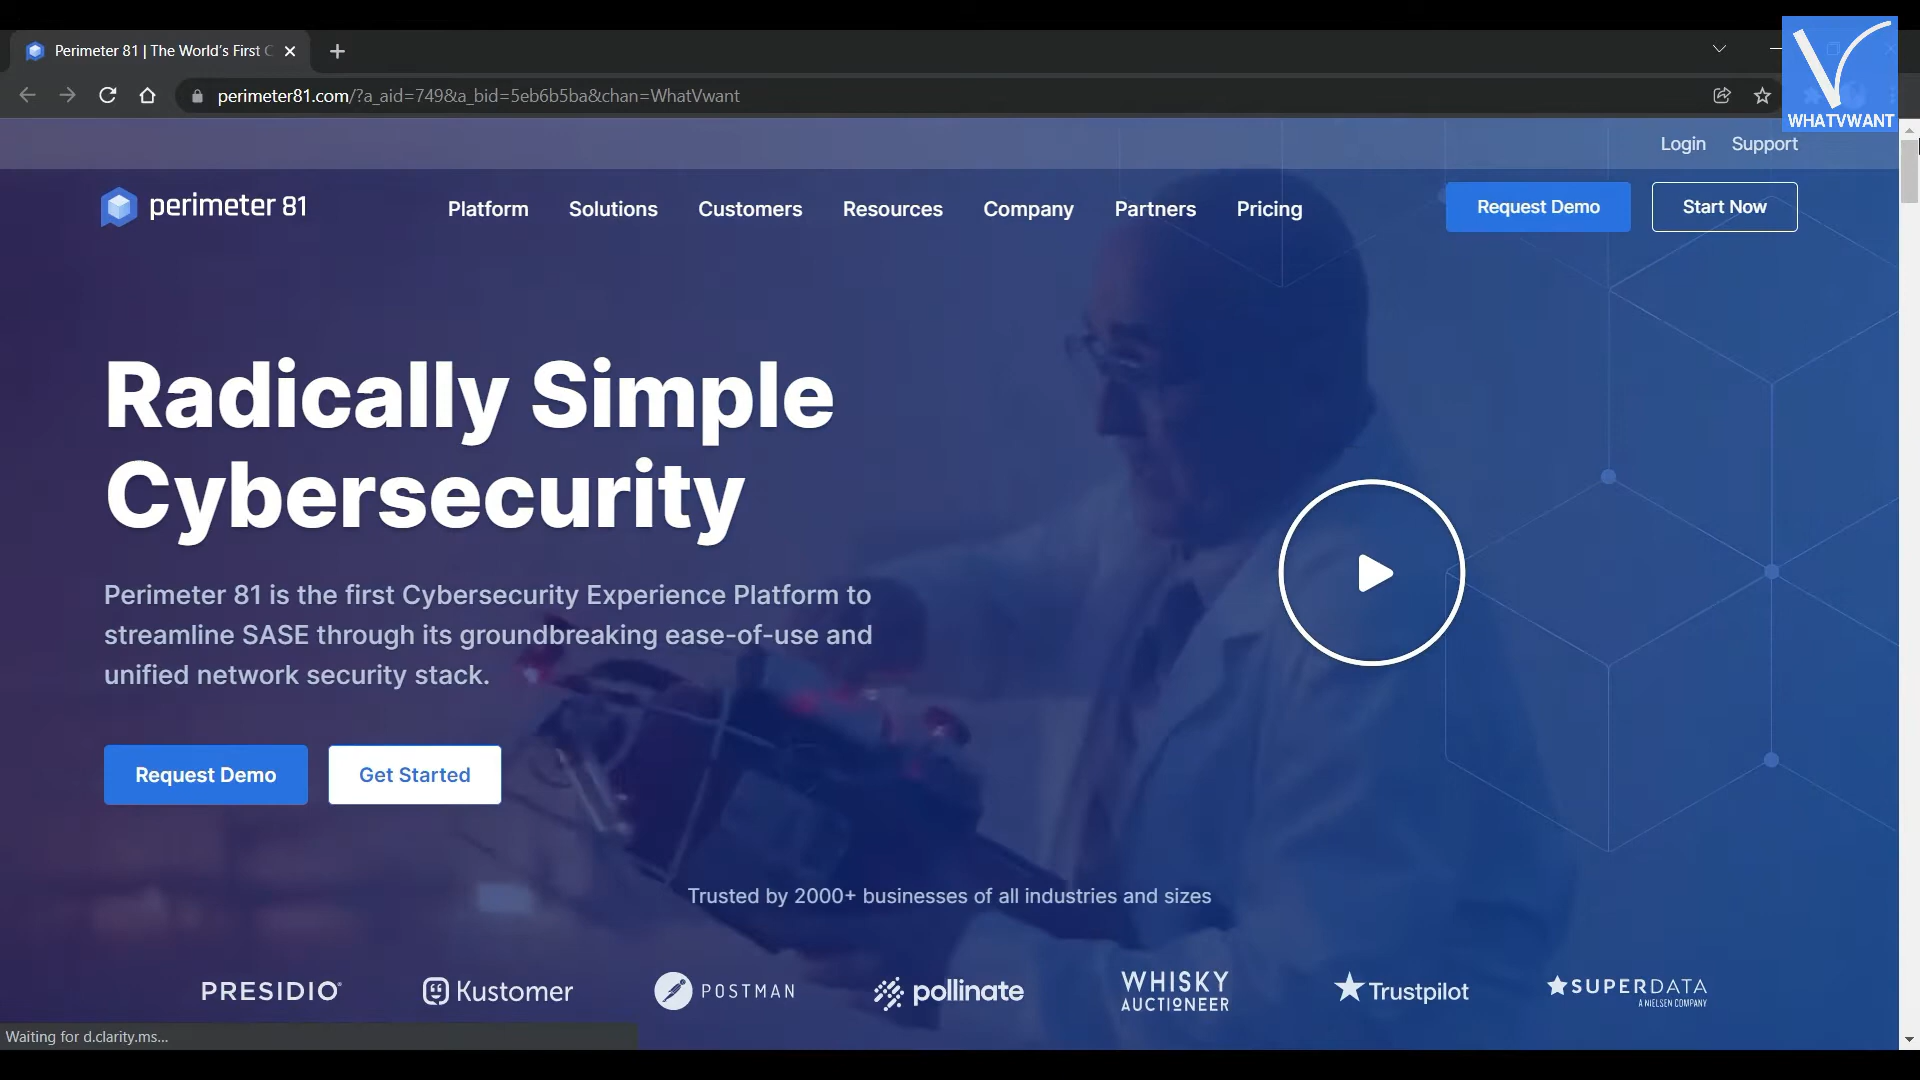 Perimeter 81 | The World's First C
perimeter81.com/?a_aid=749&a_bid=5eb6b5ba&chan=WhatVwant
WHATVWANT
Login Support
perimeter 81
Platform Solutions Customers Resources Company Partners Pricing
Request Demo Start Now
Radically Simple
Cybersecurity
Perimeter 81 is the first Cybersecurity Experience Platform to
streamline SASE through its groundbreaking ease-of-use and
unified network security stack.
Request Demo Get Started
Trusted by 2000+ businesses of all industries and sizes
PRESIDIO Kustomer POSTMAN pollinate WHISKY AUCTIONEER Trustpilot SUPERDATA
A NIELSEN COMPANY
Waiting for d.clarity.ms...